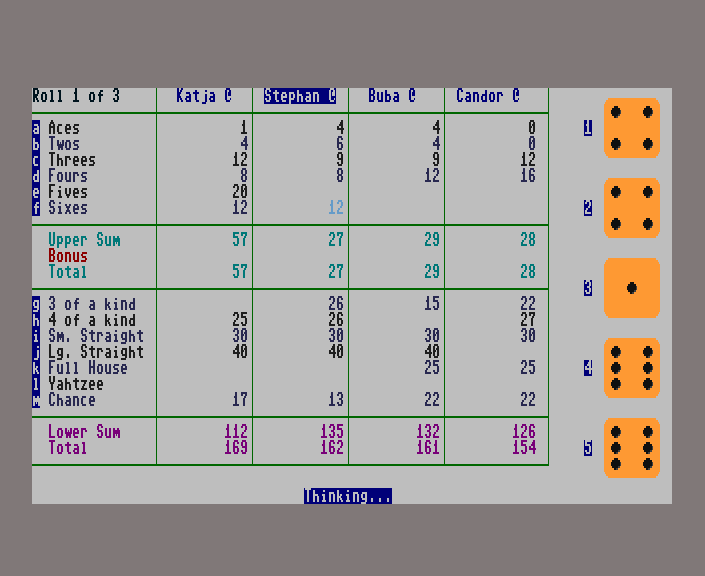 Roll 1 of 3 Katja @ Stephan @ Buba @ Candor @
a Aces 1 4 4 0 1
b Twos 4 6 4 0
c Threes 12 9 9 12
d Fours 8 8 12 16
e Fives 20
f Sixes 12 12 2
Upper Sum 57 27 29 28
Bonus
Total 57 27 29 28 3
g 3 of a kind 26 15 22
h 4 of a kind 25 26 27
i Sm. Straight 30 30 30 30
j Lg. Straight 40 40 40
k Full House 25 25 4
l Yahtzee
m Chance 17 13 22 22
Lower Sum 112 135 132 126
Total 169 162 161 154 5
Thinking...